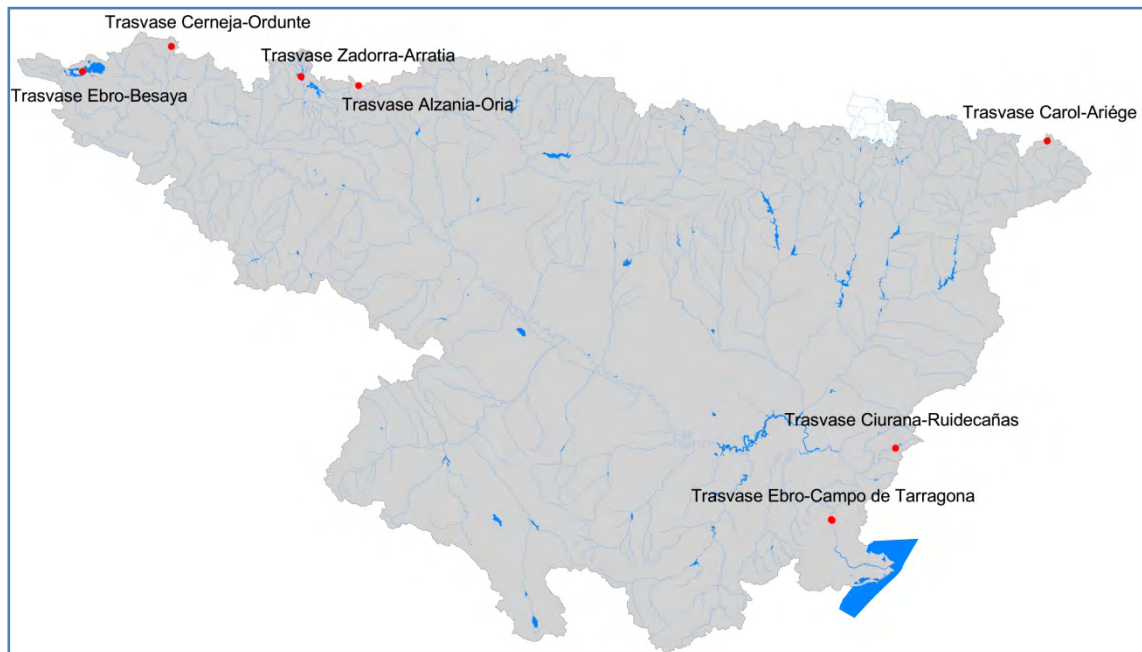 Trasvase Cerneja-Ordunte
Trasvase Zadorra-Arratia
Trasvase Ebro-Besaya
Trasvase Alzania-Oria
Trasvase Carol-Ariége
Trasvase Ciurana-Ruidecañas
Trasvase Ebro-Campo de Tarragona